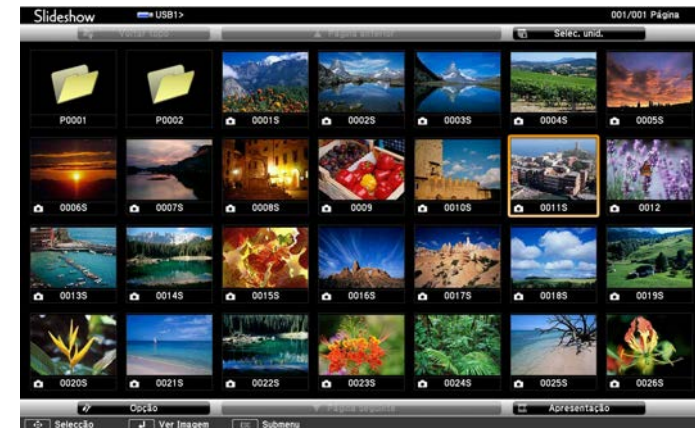 Slideshow USB1> 001/001 Página
Voltar topo Página anterior Selec. unid.
P0001 P0002 0001S 0002S 0003S 0004S 0005S
0006S 0007S 0008S 0009 0010S 0011S 0012
0013S 0014S 0015S 0016S 0017S 0018S 0019S
0020S 0021S 0022S 0023S 0024S 0025S 0026S
Opção Página seguinte Apresentação
Selecção Ver Imagem Esc Submenu